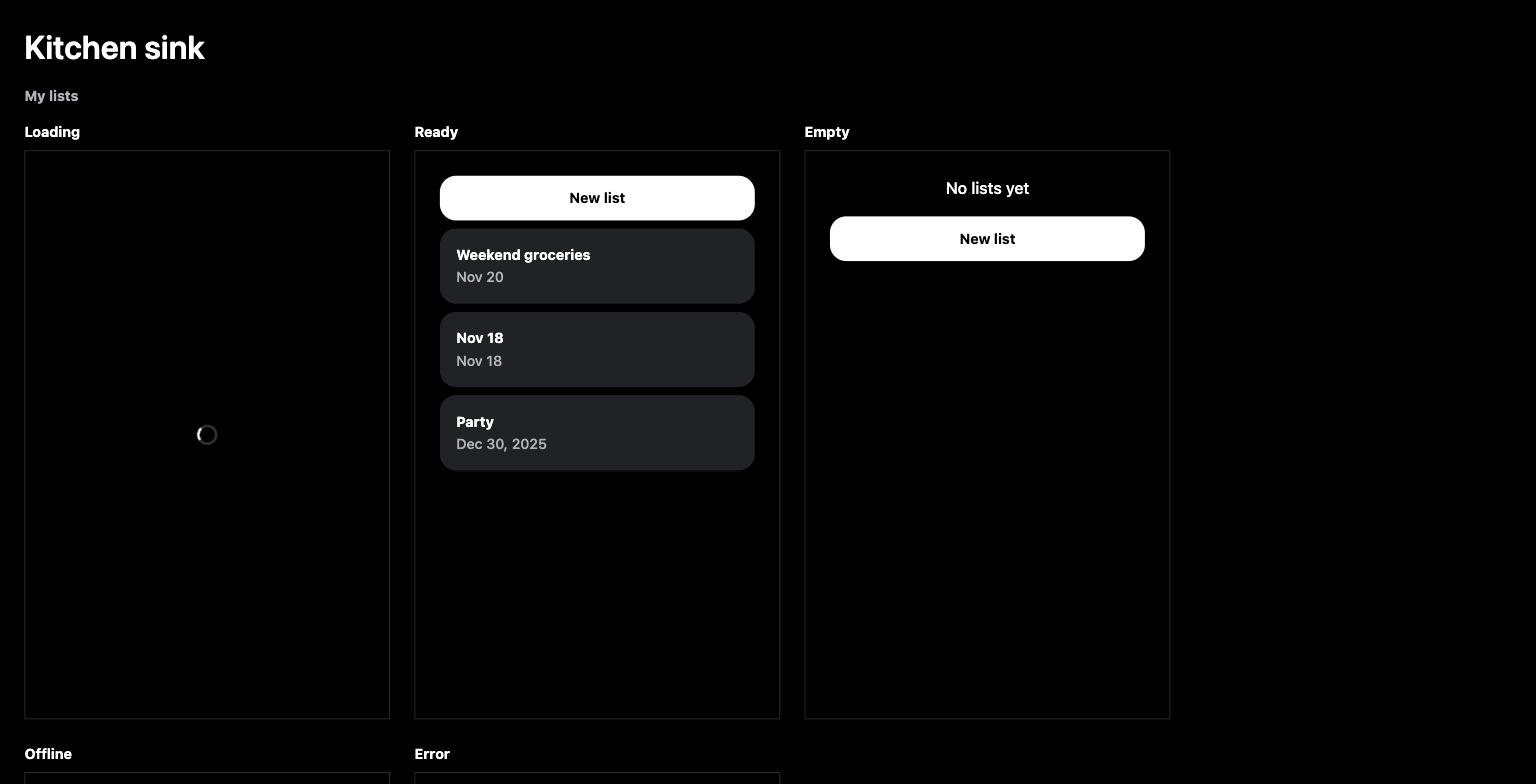 Kitchen sink
My lists
Loading
Ready
New list
Weekend groceries
Nov 20
Nov 18
Nov 18
Party
Dec 30, 2025
Empty
No lists yet
New list
Offline
Error